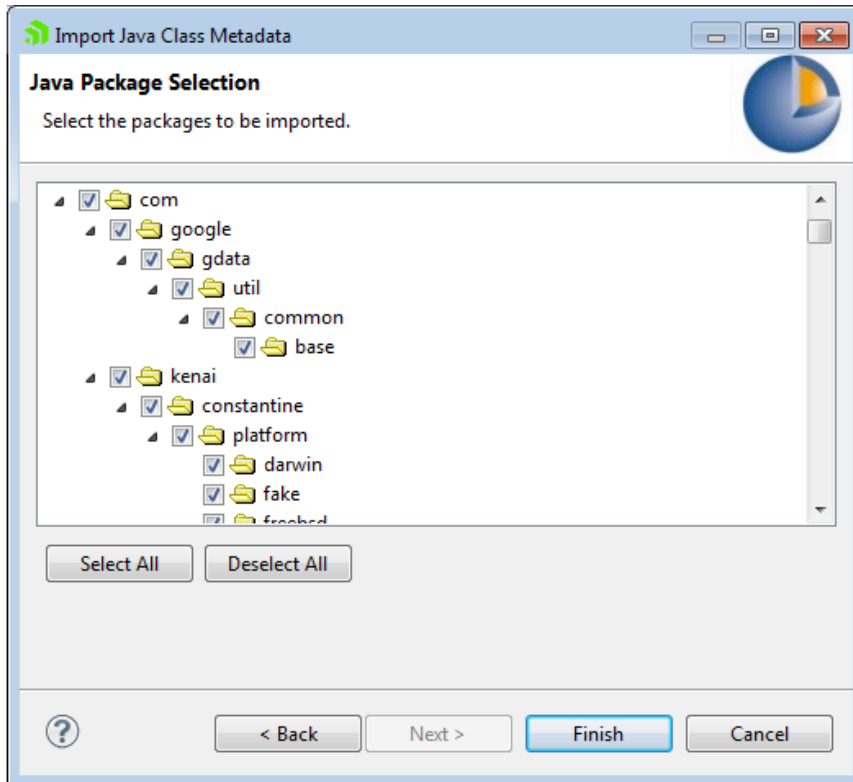 Import Java Class Metadata
Java Package Selection
Select the packages to be imported.
com
google
gdata
util
common
base
kenai
constantine
platform
darwin
fake
freebsd
Select All
Deselect All
< Back
Next >
Finish
Cancel